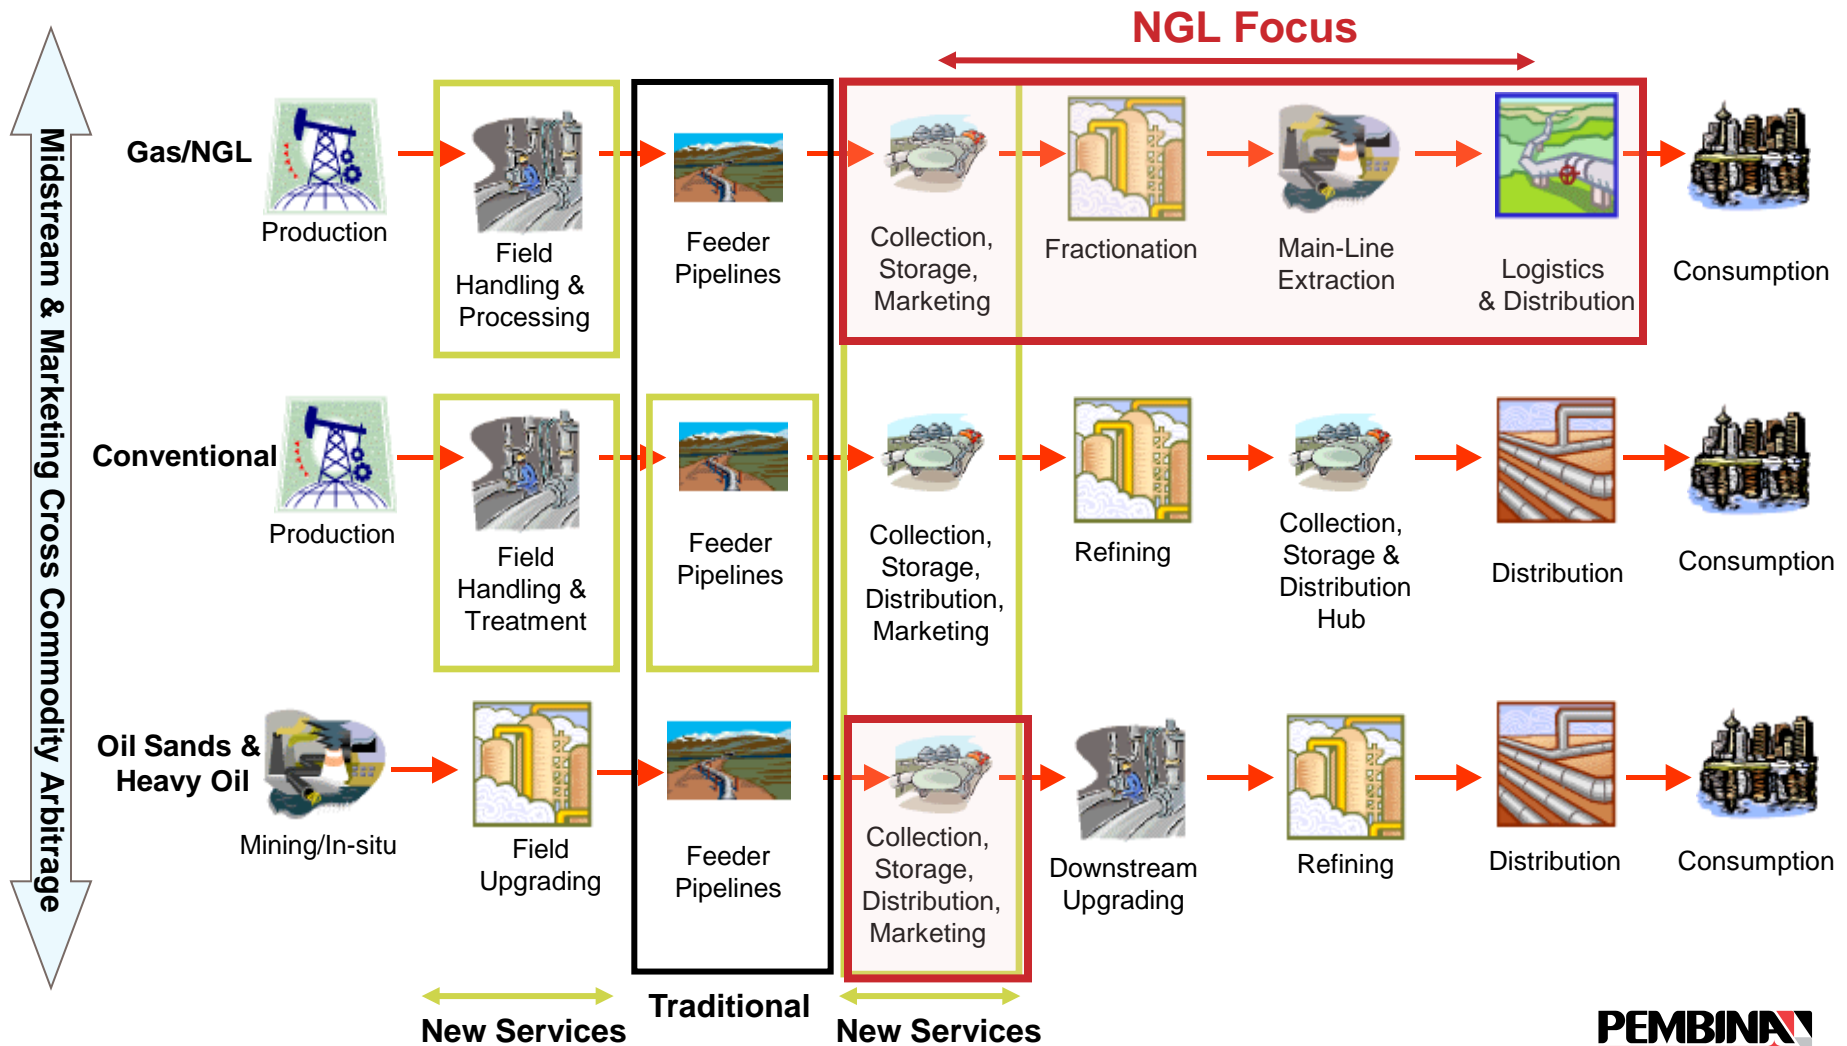 NGL Focus
Midstream & Marketing Cross Commodity Arbitrage
Gas/NGL
Production
Field
Handling &
Processing
Feeder
Pipelines
Collection,
Storage,
Marketing
Fractionation
Main-Line
Extraction
Logistics
& Distribution
Consumption
Conventional
Production
Field
Handling &
Treatment
Feeder
Pipelines
Collection,
Storage,
Distribution,
Marketing
Refining
Collection,
Storage &
Distribution
Hub
Distribution
Consumption
Oil Sands &
Heavy Oil
Mining/In-situ
Field
Upgrading
Feeder
Pipelines
Collection,
Storage,
Distribution,
Marketing
Downstream
Upgrading
Refining
Distribution
Consumption
New Services
Traditional
New Services
PEMBINA